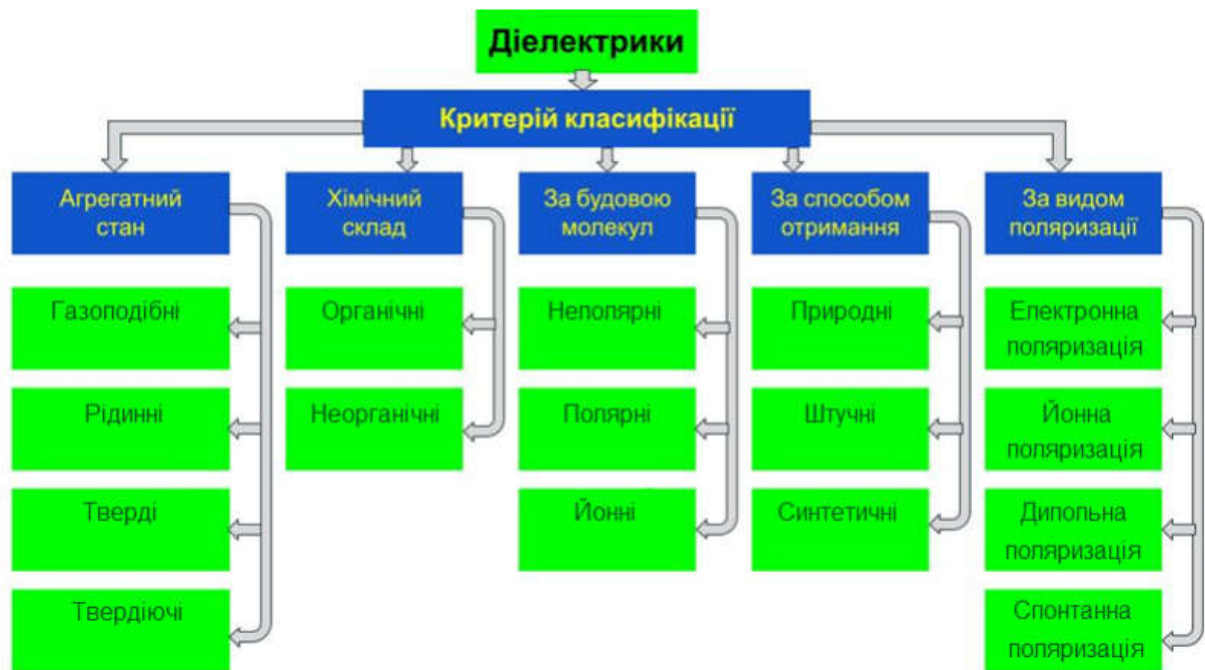 Діелектрики
Критерій класифікації
Агрегатний
стан
Газоподібні
Рідинні
Тверді
Твердіючі
Хімічний
склад
Органічні
Неорганічні
За будовою
молекул
Неполярні
Полярні
Йонні
За способом
отримання
Природні
Штучні
Синтетичні
За видом
поляризації
Електронна
поляризація
Йонна
поляризація
Дипольна
поляризація
Спонтанна
поляризація